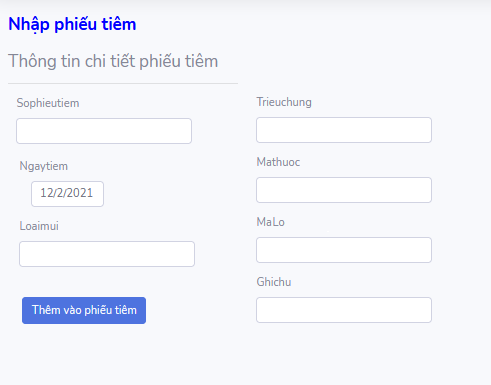 Nhập phiếu tiêm
Thông tin chi tiết phiếu tiêm
Sophieutiem
Ngaytiem
12/2/2021
Loaimui
Thêm vào phiếu tiêm
Trieuchung
Mathuoc
MaLo
Ghichu